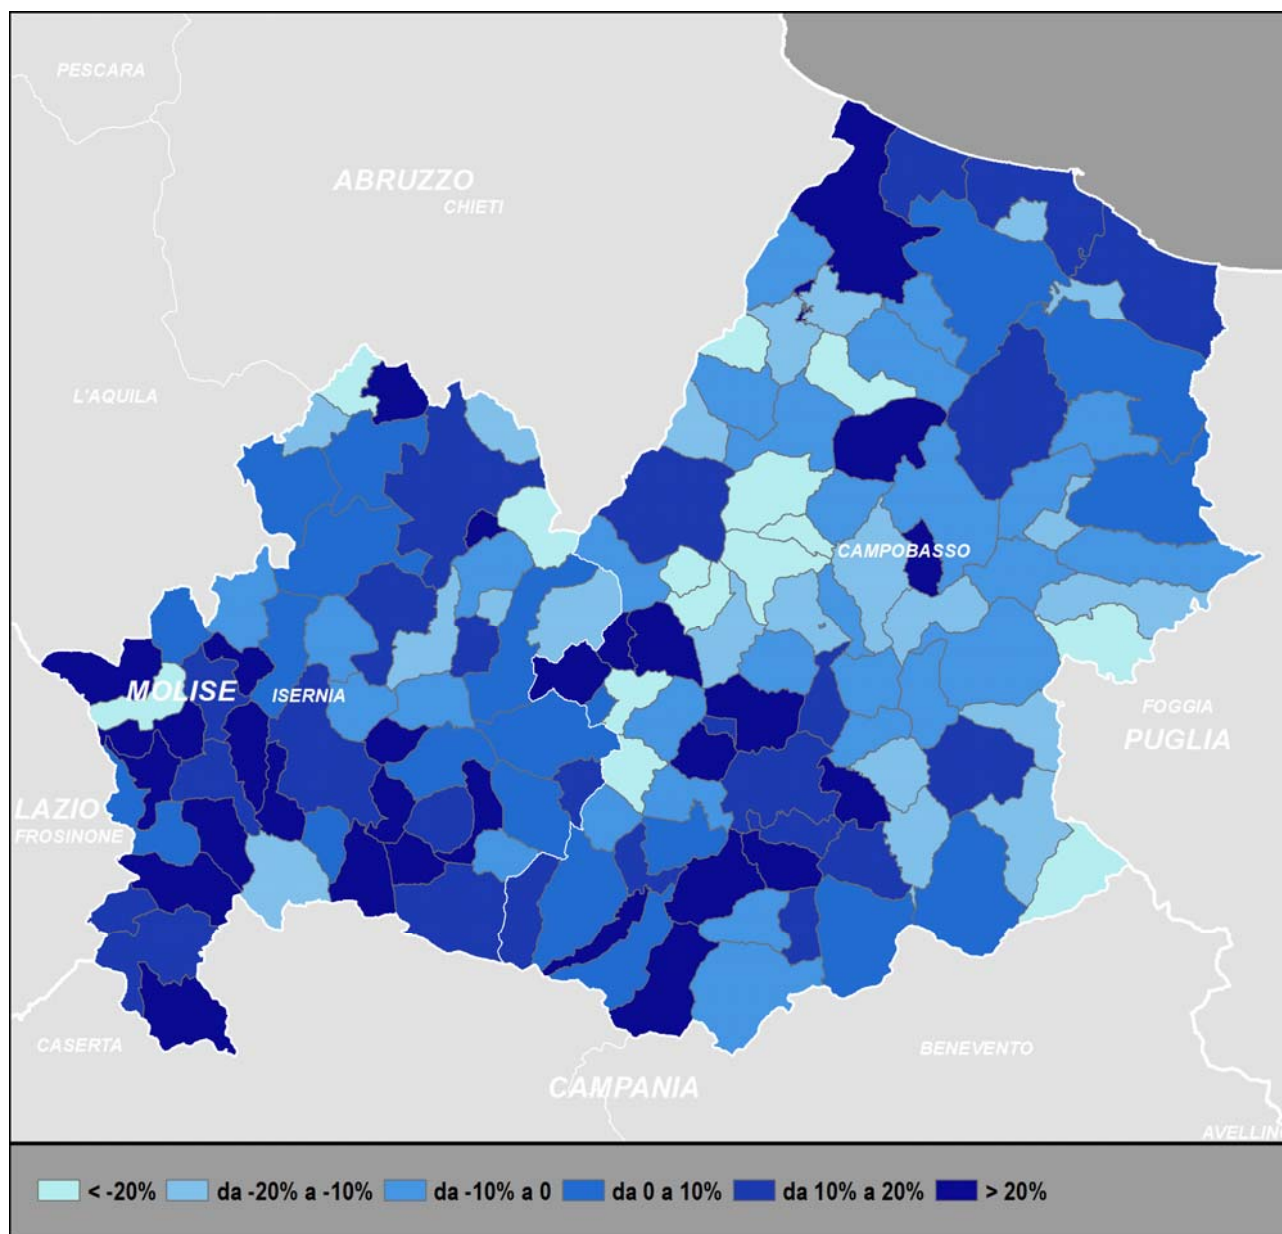 PESCARA
ABRUZZO
CHIETI
L'AQUILA
CAMPOBASSO
MOLISE
ISERNIA
FOGGIA
PUGLIA
LAZIO
FROSINONE
CASERTA
BENEVENTO
CAMPANIA
AVELLINO
< -20% da -20% a -10% da -10% a 0 da 0 a 10% da 10% a 20% > 20%